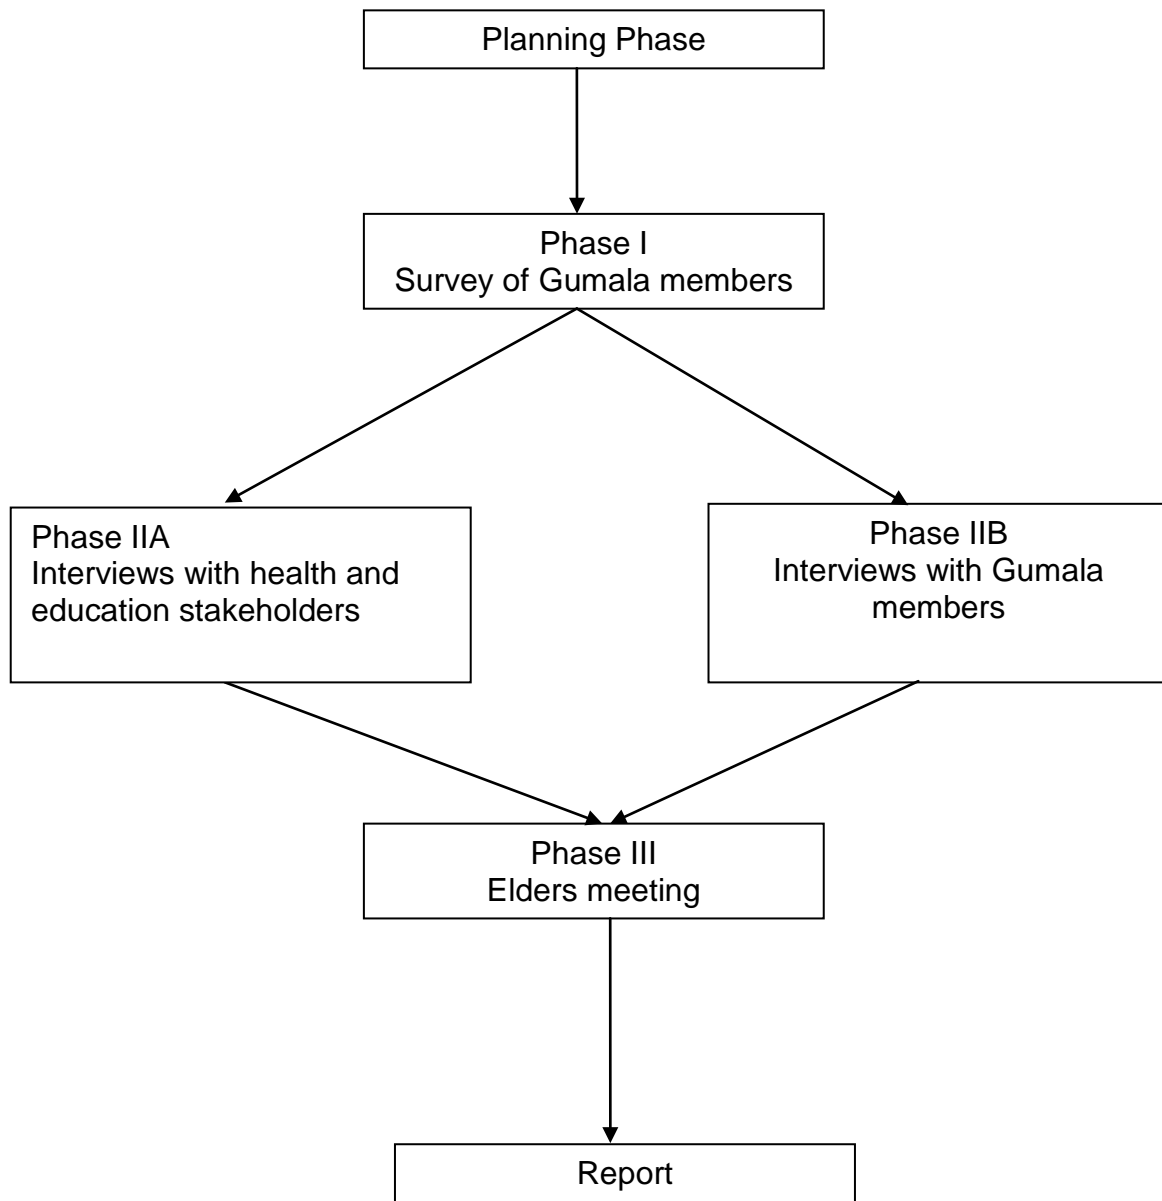 Planning Phase
Phase I
Survey of Gumala members
Phase IIA
Interviews with health and
education stakeholders
Phase IIB
Interviews with Gumala
members
Phase III
Elders meeting
Report